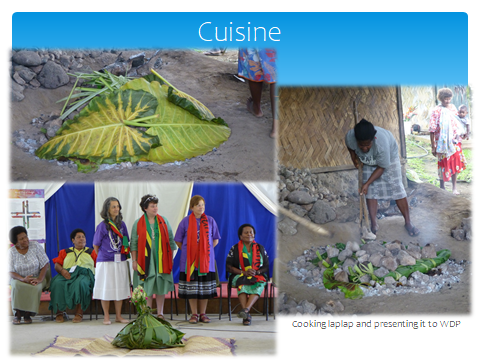 Cuisine
Cooking laplap and presenting it to WDP